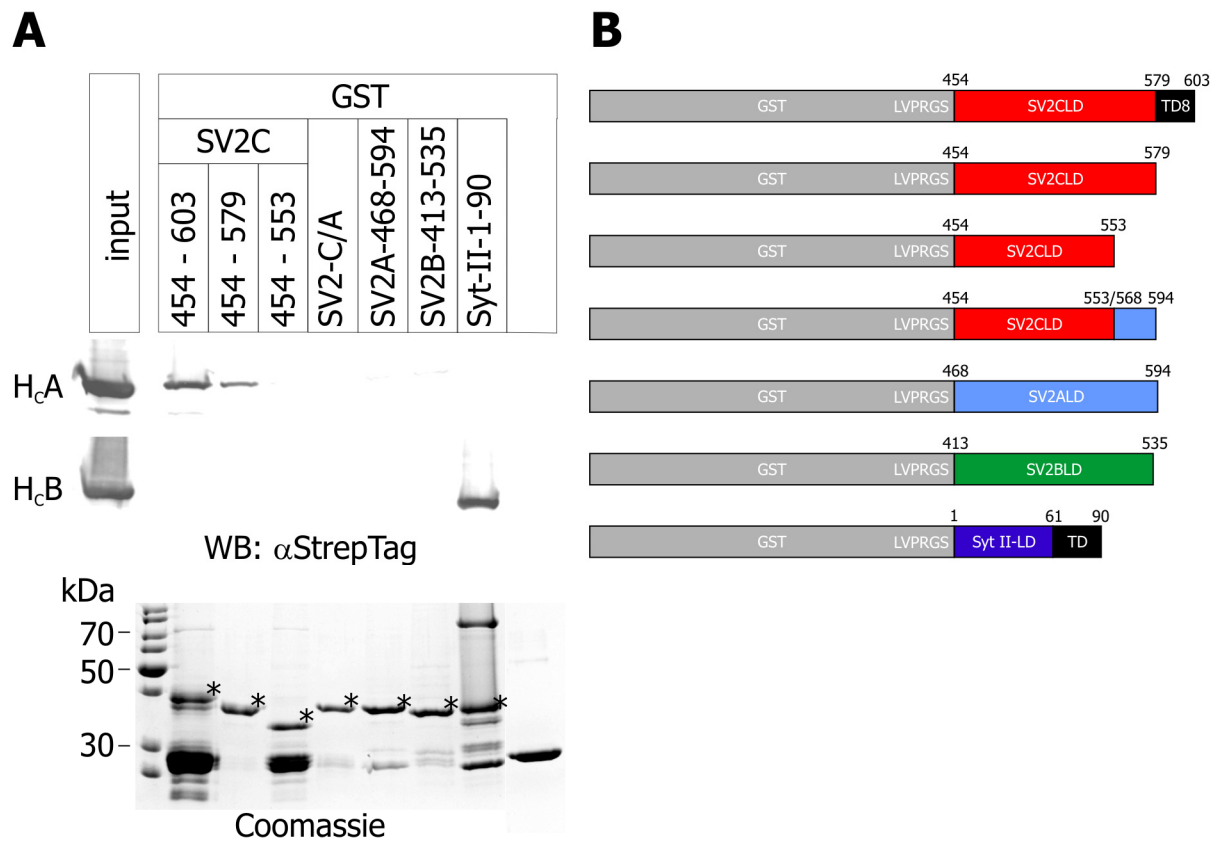 A
input
GST
SV2C
454 - 603
454 - 579
454 - 553
SV2-C/A
SV2A-468-594
SV2B-413-535
Syt-II-1-90
HcA
HcB
WB: αStrepTag
kDa
70
50
30
* * * * * * *
Coomassie
B
454 579 603
GST LVPRGS SV2CLD TD8
454 579
GST LVPRGS SV2CLD
454 553
GST LVPRGS SV2CLD
454 553/568 594
GST LVPRGS SV2CLD
468 594
GST LVPRGS SV2ALD
413 535
GST LVPRGS SV2BLD
1 61 90
GST LVPRGS Syt II-LD TD